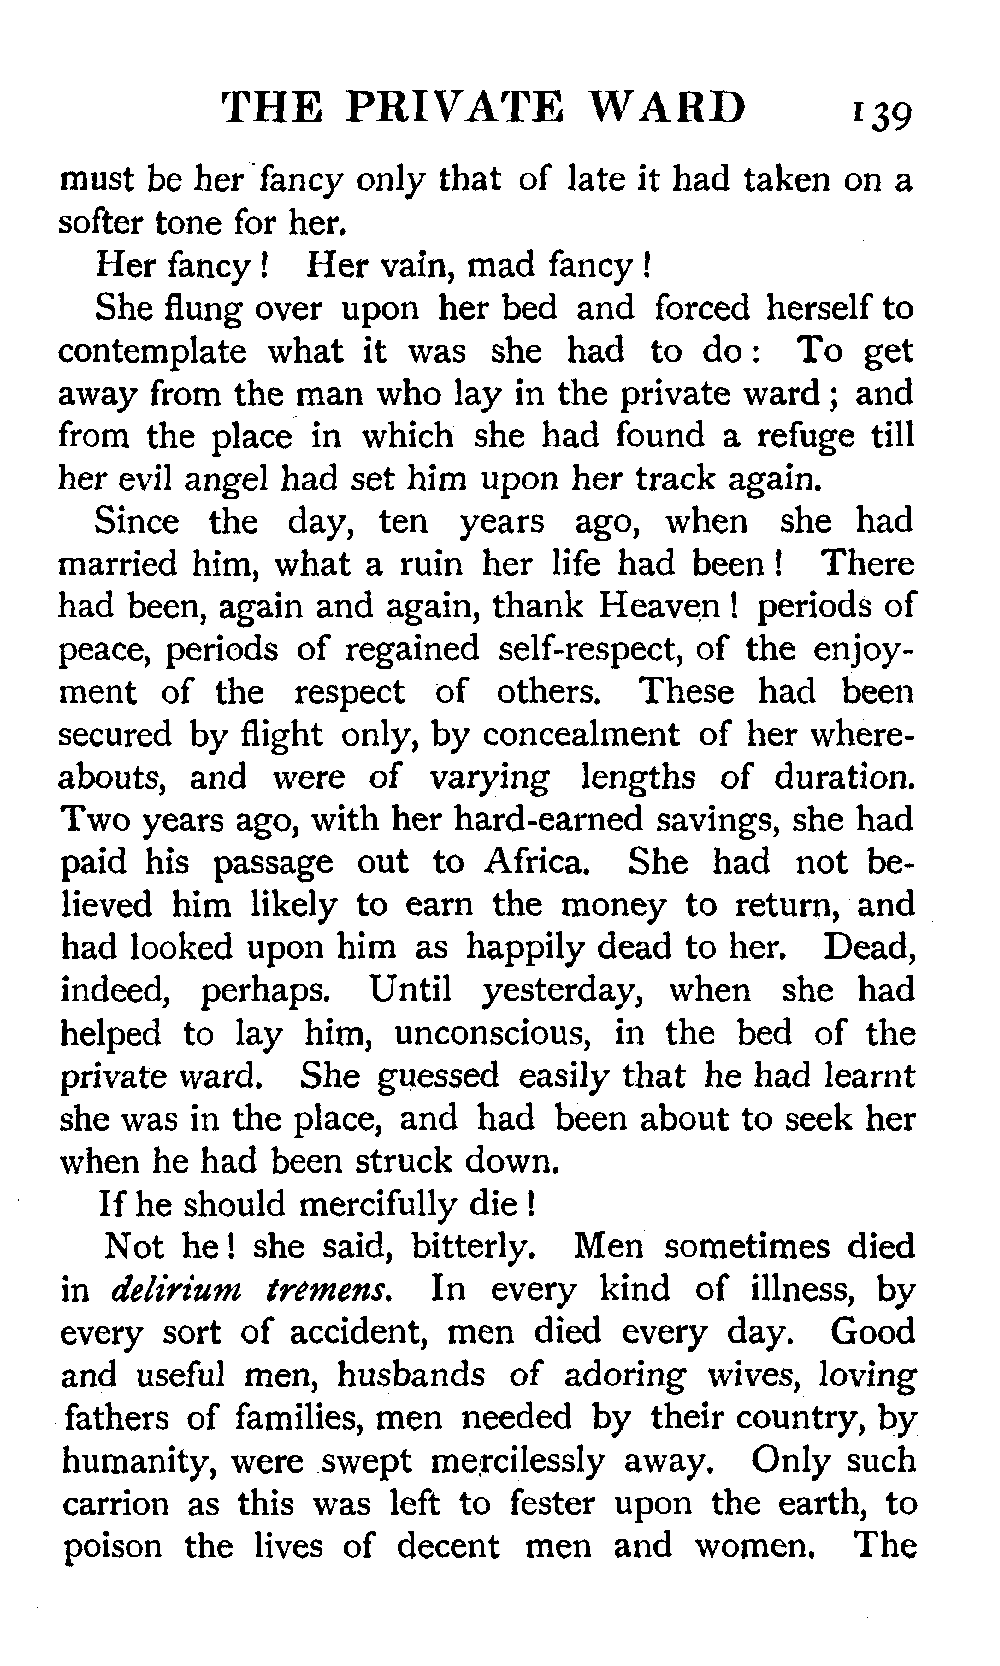 THE PRIVATE WARD 139
must be her fancy only that of late it had taken on a
softer tone for her.
Her fancy ! Her vain, mad fancy !
She flung over upon her bed and forced herself to
contemplate what it was she had to do : To get
away from the man who lay in the private ward ; and
from the place in which she had found a refuge till
her evil angel had set him upon her track again.
Since the day, ten years ago, when she had
married him, what a ruin her life had been ! There
had been, again and again, thank Heaven ! periods of
peace, periods of regained self-respect, of the enjoy-
ment of the respect of others. These had been
secured by flight only, by concealment of her where-
abouts, and were of varying lengths of duration.
Two years ago, with her hard-earned savings, she had
paid his passage out to Africa. She had not be-
lieved him likely to earn the money to return, and
had looked upon him as happily dead to her. Dead,
indeed, perhaps. Until yesterday, when she had
helped to lay him, unconscious, in the bed of the
private ward. She guessed easily that he had learnt
she was in the place, and had been about to seek her
when he had been struck down.
If he should mercifully die !
Not he ! she said, bitterly. Men sometimes died
in delirium tremens. In every kind of illness, by
every sort of accident, men died every day. Good
and useful men, husbands of adoring wives, loving
fathers of families, men needed by their country, by
humanity, were swept mercilessly away. Only such
carrion as this was left to fester upon the earth, to
poison the lives of decent men and women. The